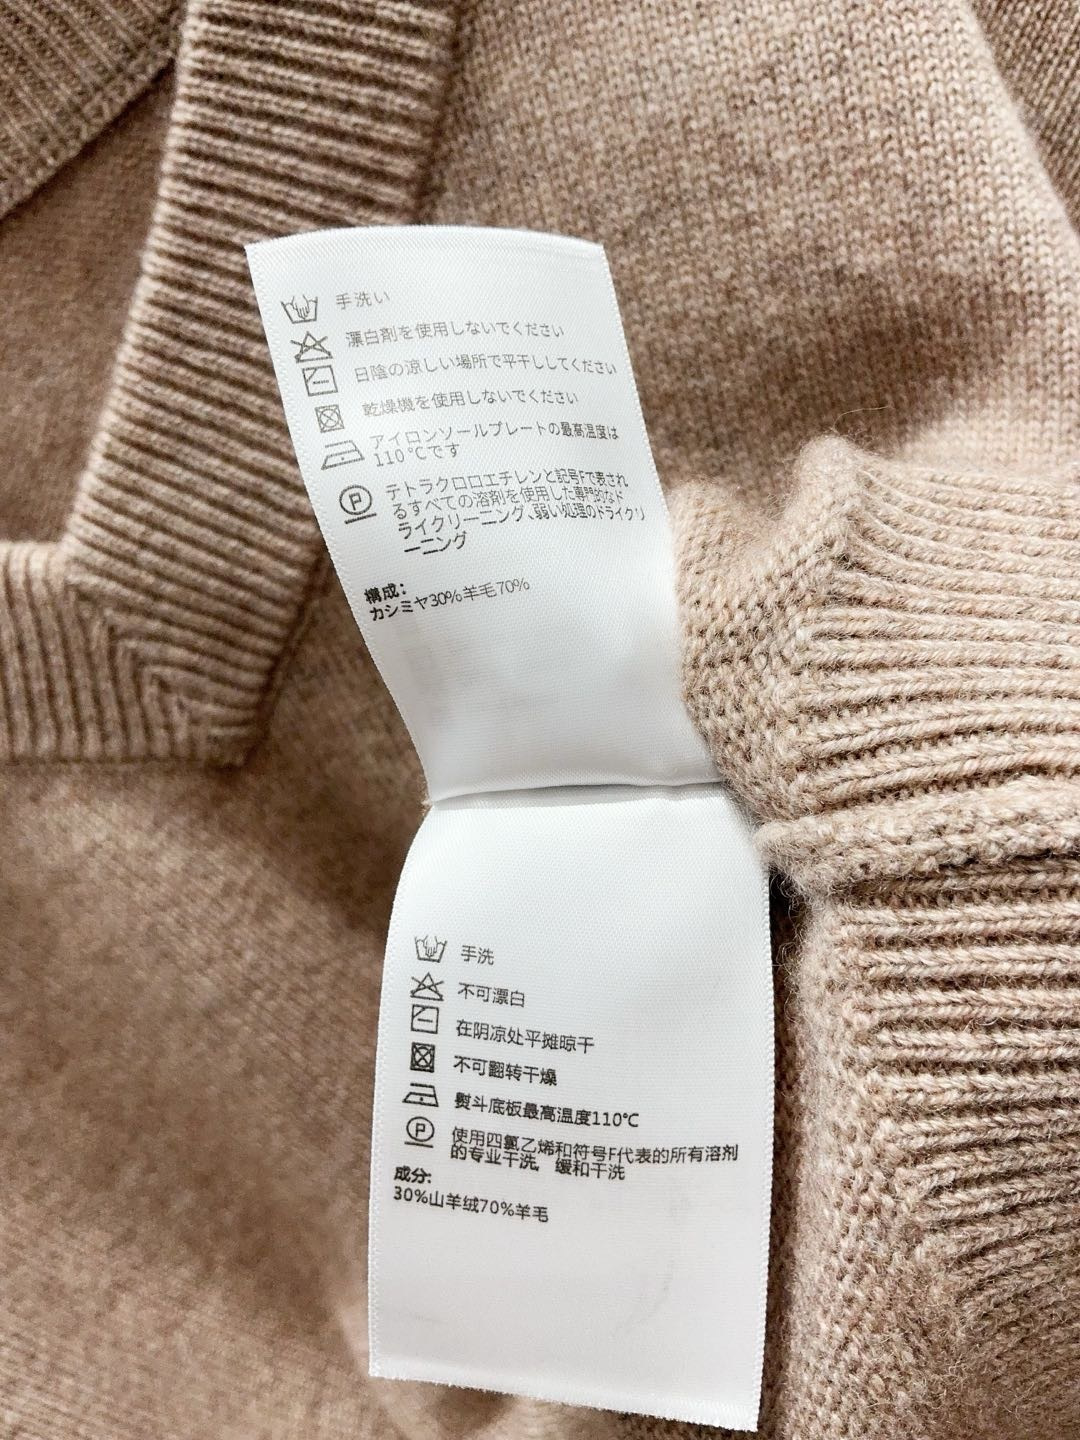 手洗い
漂白剤を使用しないでください
日陰の涼しい場所で平干ししてください
乾燥機を使用しないでください
アイロンソールプレートの最高温度は
110℃です
P
テトラクロロエチレンと記号Fで表され
るすべての溶剤を使用した専門的なド
ライクリーニング、弱い処理のドライクリ
ーニング
構成:
カシミヤ30%羊毛70%
手洗
不可漂白
在阴凉处平摊晾干
不可翻转干燥
熨斗底板最高温度110℃
P
使用四氯乙烯和符号F代表的所有溶剂
的专业干洗，缓和干洗
成分:
30%山羊绒70%羊毛